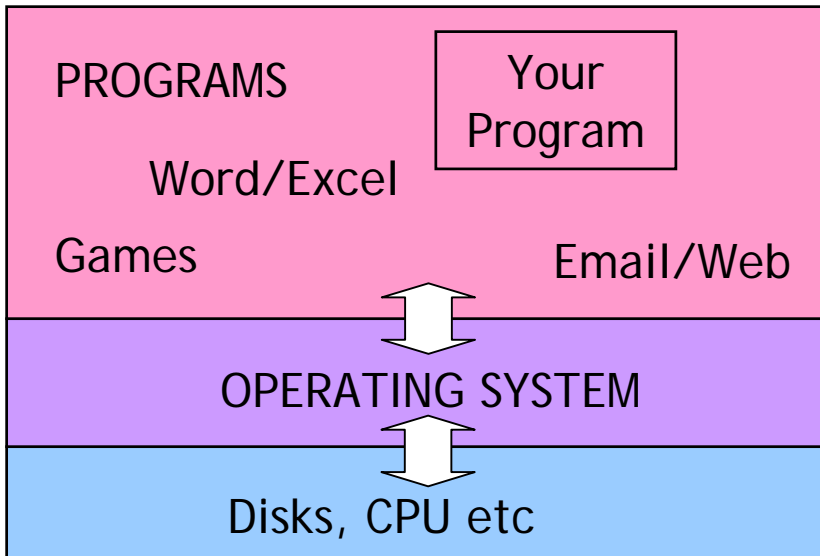 PROGRAMS
Your
Program
Word/Excel
Games
Email/Web
OPERATING SYSTEM
Disks, CPU etc